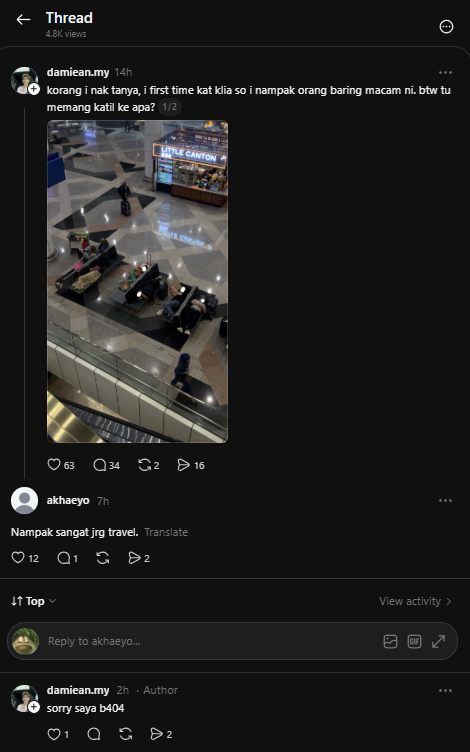 Thread
4.8K views
damiean.my 14h
korang i nak tanya, i first time kat klia so i nampak orang baring macam ni. btw tu
memang katil ke apa? 1/2
LITTLE CANTON
63 34 2 16
akhaeyo 7h
Nampak sangat jrg travel. Translate
12 1 2
Top View activity
Reply to akhaeyo...
GIF
damiean.my 2h · Author
sorry saya b404
1 2